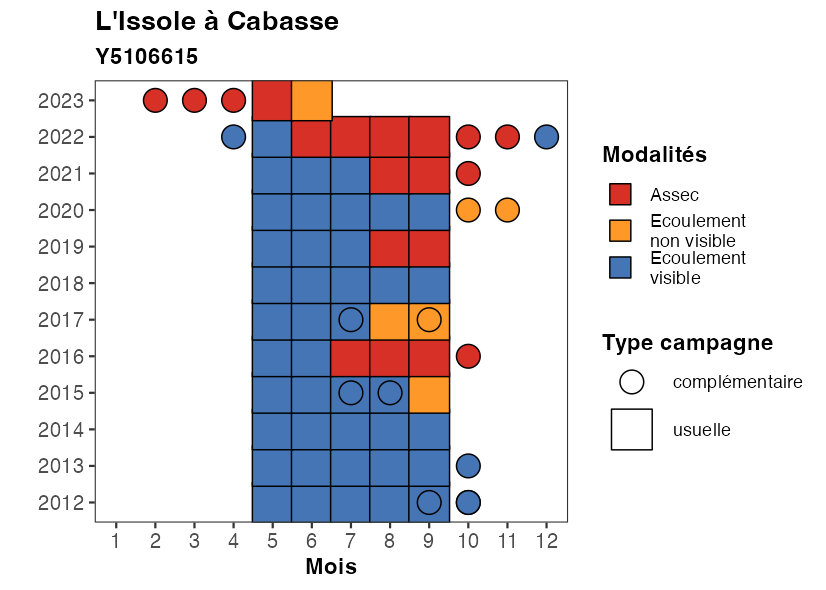 L'Issole à Cabasse
Y5106615
2023
2022
2021
2020
2019
2018
2017
2016
2015
2014
2013
2012
1 2 3 4 5 6 7 8 9 10 11 12
Mois
Modalités
Assec
Ecoulement
non visible
Ecoulement
visible
Type campagne
complémentaire
usuelle